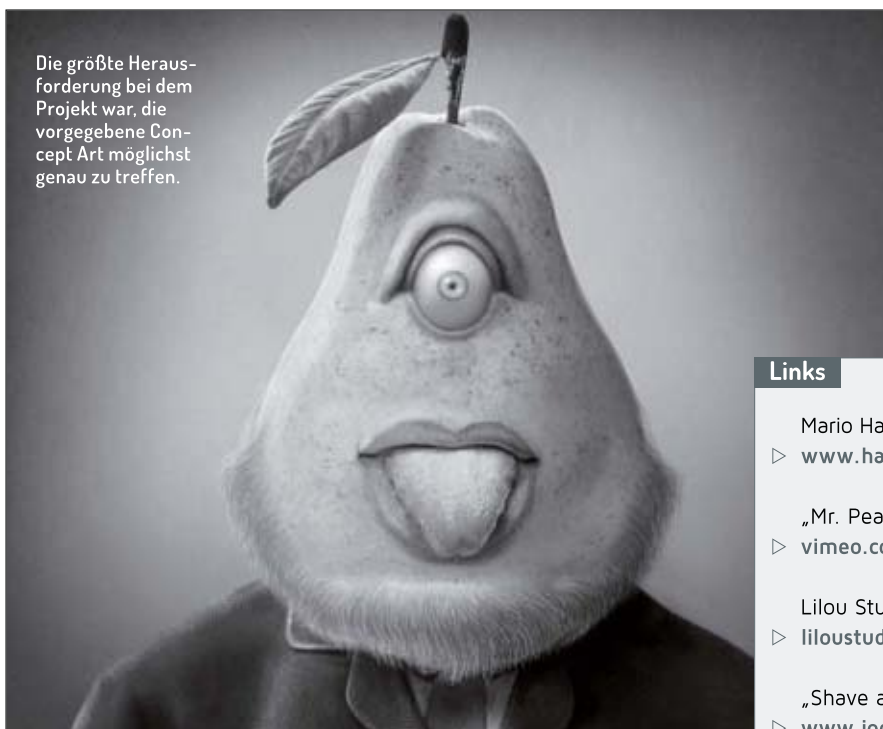 Die größte Heraus-
forderung bei dem
Projekt war, die
vorgegebene Con-
cept Art möglichst
genau zu treffen.
Links
Mario Ha
▷ www.ha
„Mr. Pea
▷ vimeo.co
Lilou Stu
▷ liloustud
„Shave a